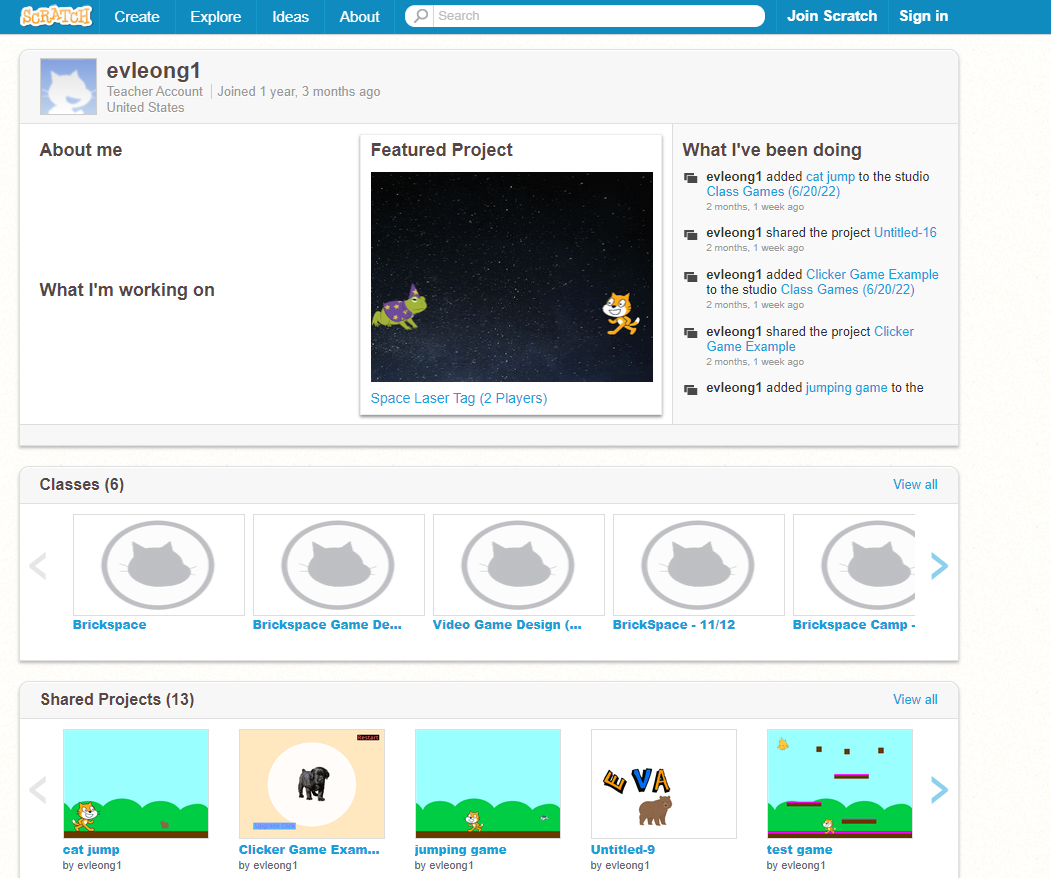 SCRATCH Create Explore Ideas About Search Join Scratch Sign in
evleong1
Teacher Account Joined 1 year, 3 months ago
United States
About me
What I'm working on
Featured Project
Space Laser Tag (2 Players)
What I've been doing
evleong1 added cat jump to the studio
Class Games (6/20/22)
2 months, 1 week ago
evleong1 shared the project Untitled-16
2 months, 1 week ago
evleong1 added Clicker Game Example
to the studio Class Games (6/20/22)
2 months, 1 week ago
evleong1 shared the project Clicker
Game Example
2 months, 1 week ago
evleong1 added jumping game to the
Classes (6) View all
Brickspace Brickspace Game De... Video Game Design (... BrickSpace - 11/12 Brickspace Camp -
Shared Projects (13) View all
Restart
EVA
cat jump Clicker Game Exam... jumping game Untitled-9 test game
by evleong1 by evleong1 by evleong1 by evleong1 by evleong1